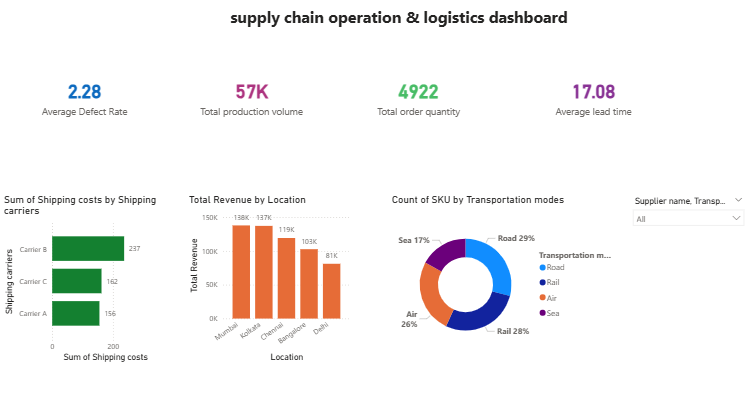 supply chain operation & logistics dashboard
2.28
Average Defect Rate
57K
Total production volume
4922
Total order quantity
17.08
Average lead time
Sum of Shipping costs by Shipping
carriers
Shipping carriers
Carrier B
237
Carrier C
162
Carrier A
156
0
200
Sum of Shipping costs
Total Revenue by Location
Total Revenue
150K
100K
50K
0K
138K
137K
119K
103K
81K
Mumbai
Kolkata
Chennai
Bangalore
Delhi
Location
Count of SKU by Transportation modes
Sea 17%
Road 29%
Air
26%
Rail 28%
Transportation m...
Road
Rail
Air
Sea
Supplier name, Transp...
All